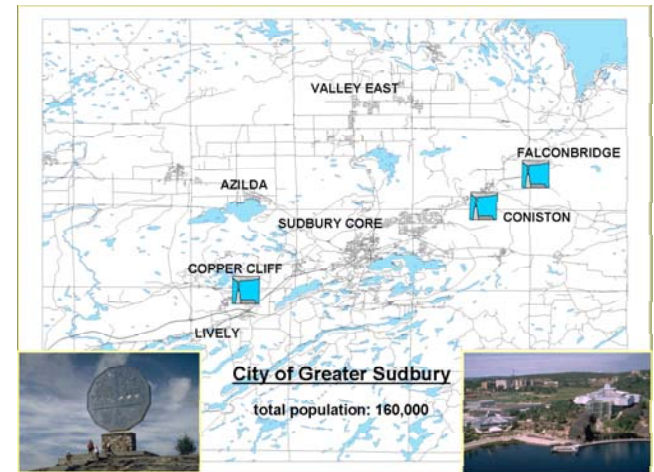 VALLEY EAST
FALCONBRIDGE
AZILDA
CONISTON
SUDBURY CORE
COPPER CLIFF
LIVELY
City of Greater Sudbury
total population: 160,000